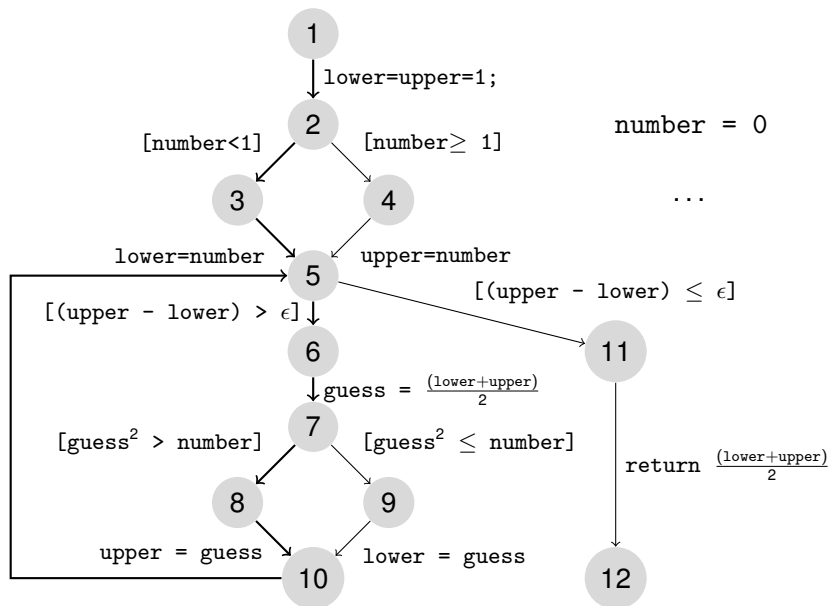 1
lower=upper=1;
2
number = 0
[number<1]
[number≥ 1]
3
4
...
lower=number
upper=number
5
[(upper - lower) > ϵ]
[(upper - lower) ≤ ϵ]
6
11
guess = (lower+upper)/2
7
[guess² > number]
[guess² ≤ number]
return (lower+upper)/2
8
9
upper = guess
lower = guess
10
12